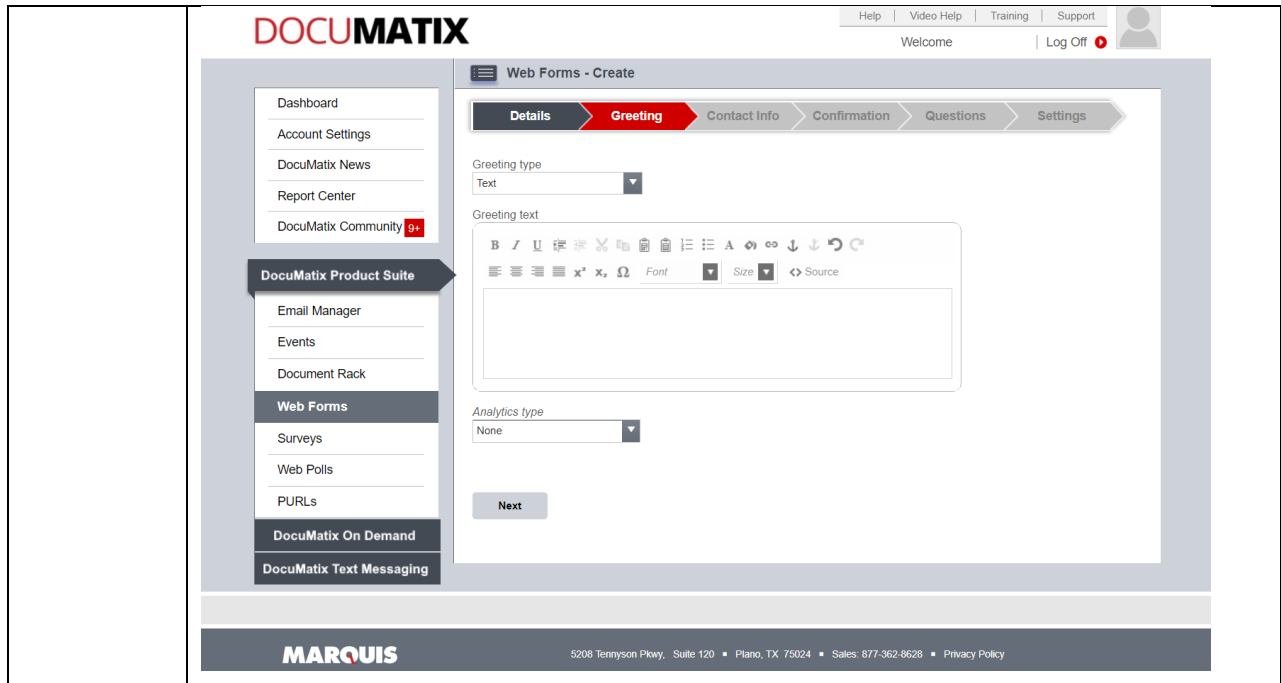 DOCUMATIX
Help | Video Help | Training | Support
Welcome | Log Off
Web Forms - Create
Dashboard
Account Settings
DocuMatix News
Report Center
DocuMatix Community 9+
DocuMatix Product Suite
Email Manager
Events
Document Rack
Web Forms
Surveys
Web Polls
PURLs
DocuMatix On Demand
DocuMatix Text Messaging
Details Greeting Contact Info Confirmation Questions Settings
Greeting type
Text
Greeting text
B I U A
x² xₓ Ω Font Size <> Source
Analytics type
None
Next
MARQUIS
5208 Tennyson Pkwy, Suite 120 ▪ Plano, TX 75024 ▪ Sales: 877-362-8628 ▪ Privacy Policy